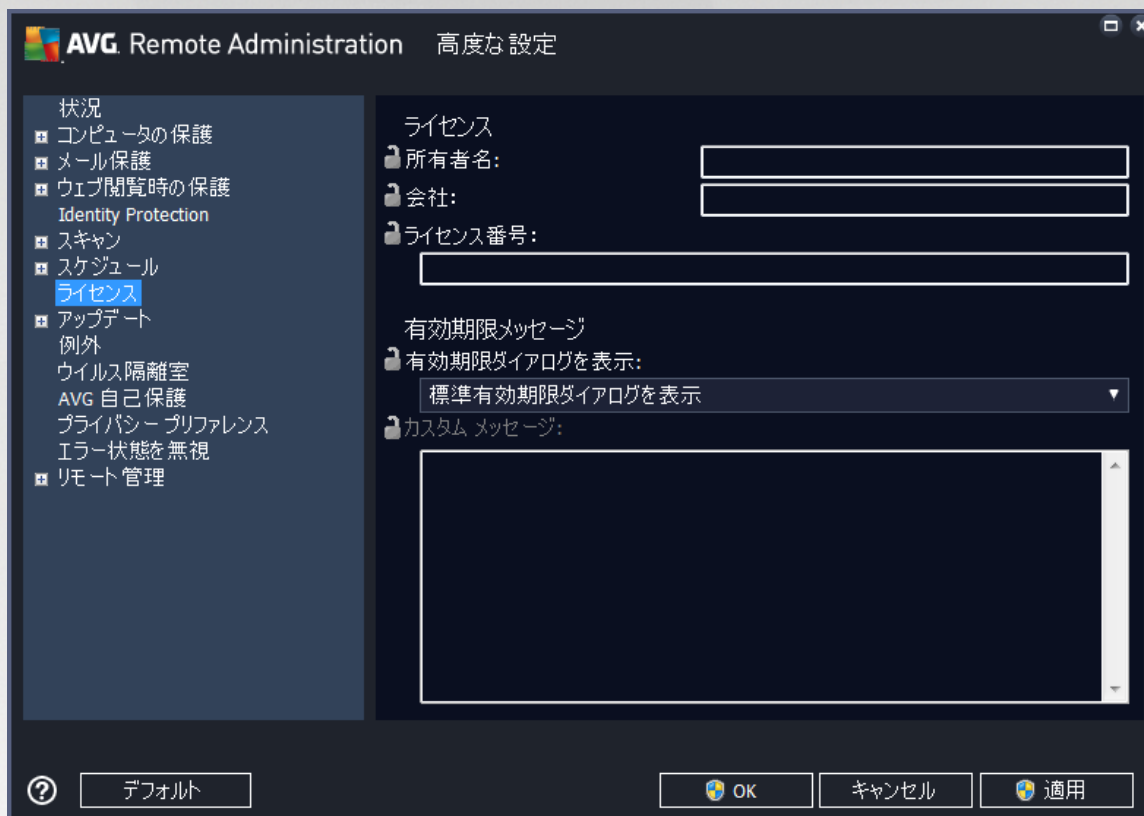 AVG. Remote Administration 高度な設定
状況
コンピュータの保護
メール保護
ウェブ閲覧時の保護
Identity Protection
スキャン
スケジュール
ライセンス
アップデート
例外
ウイルス隔離室
AVG 自己保護
プライバシー プリファレンス
エラー状態を無視
リモート管理
ライセンス
所有者名:
会社:
ライセンス番号:
有効期限メッセージ
有効期限ダイアログを表示:
標準有効期限ダイアログを表示
カスタム メッセージ:
デフォルト
OK
キャンセル
適用